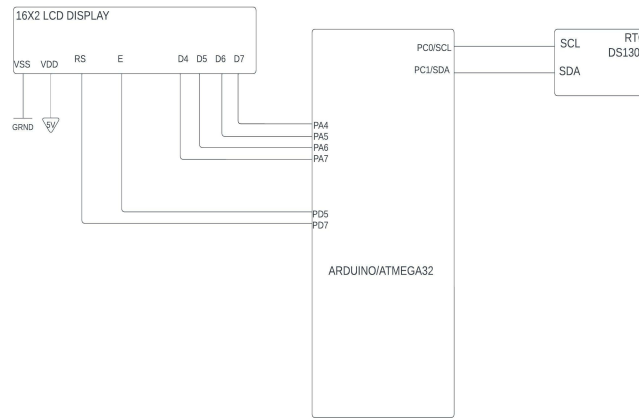 16X2 LCD DISPLAY
VSS VDD RS E D4 D5 D6 D7
GRND 5V
PA4
PA5
PA6
PA7
PD5
PD7
PC0/SCL
PC1/SDA
ARDUINO/ATMEGA32
SCL
SDA